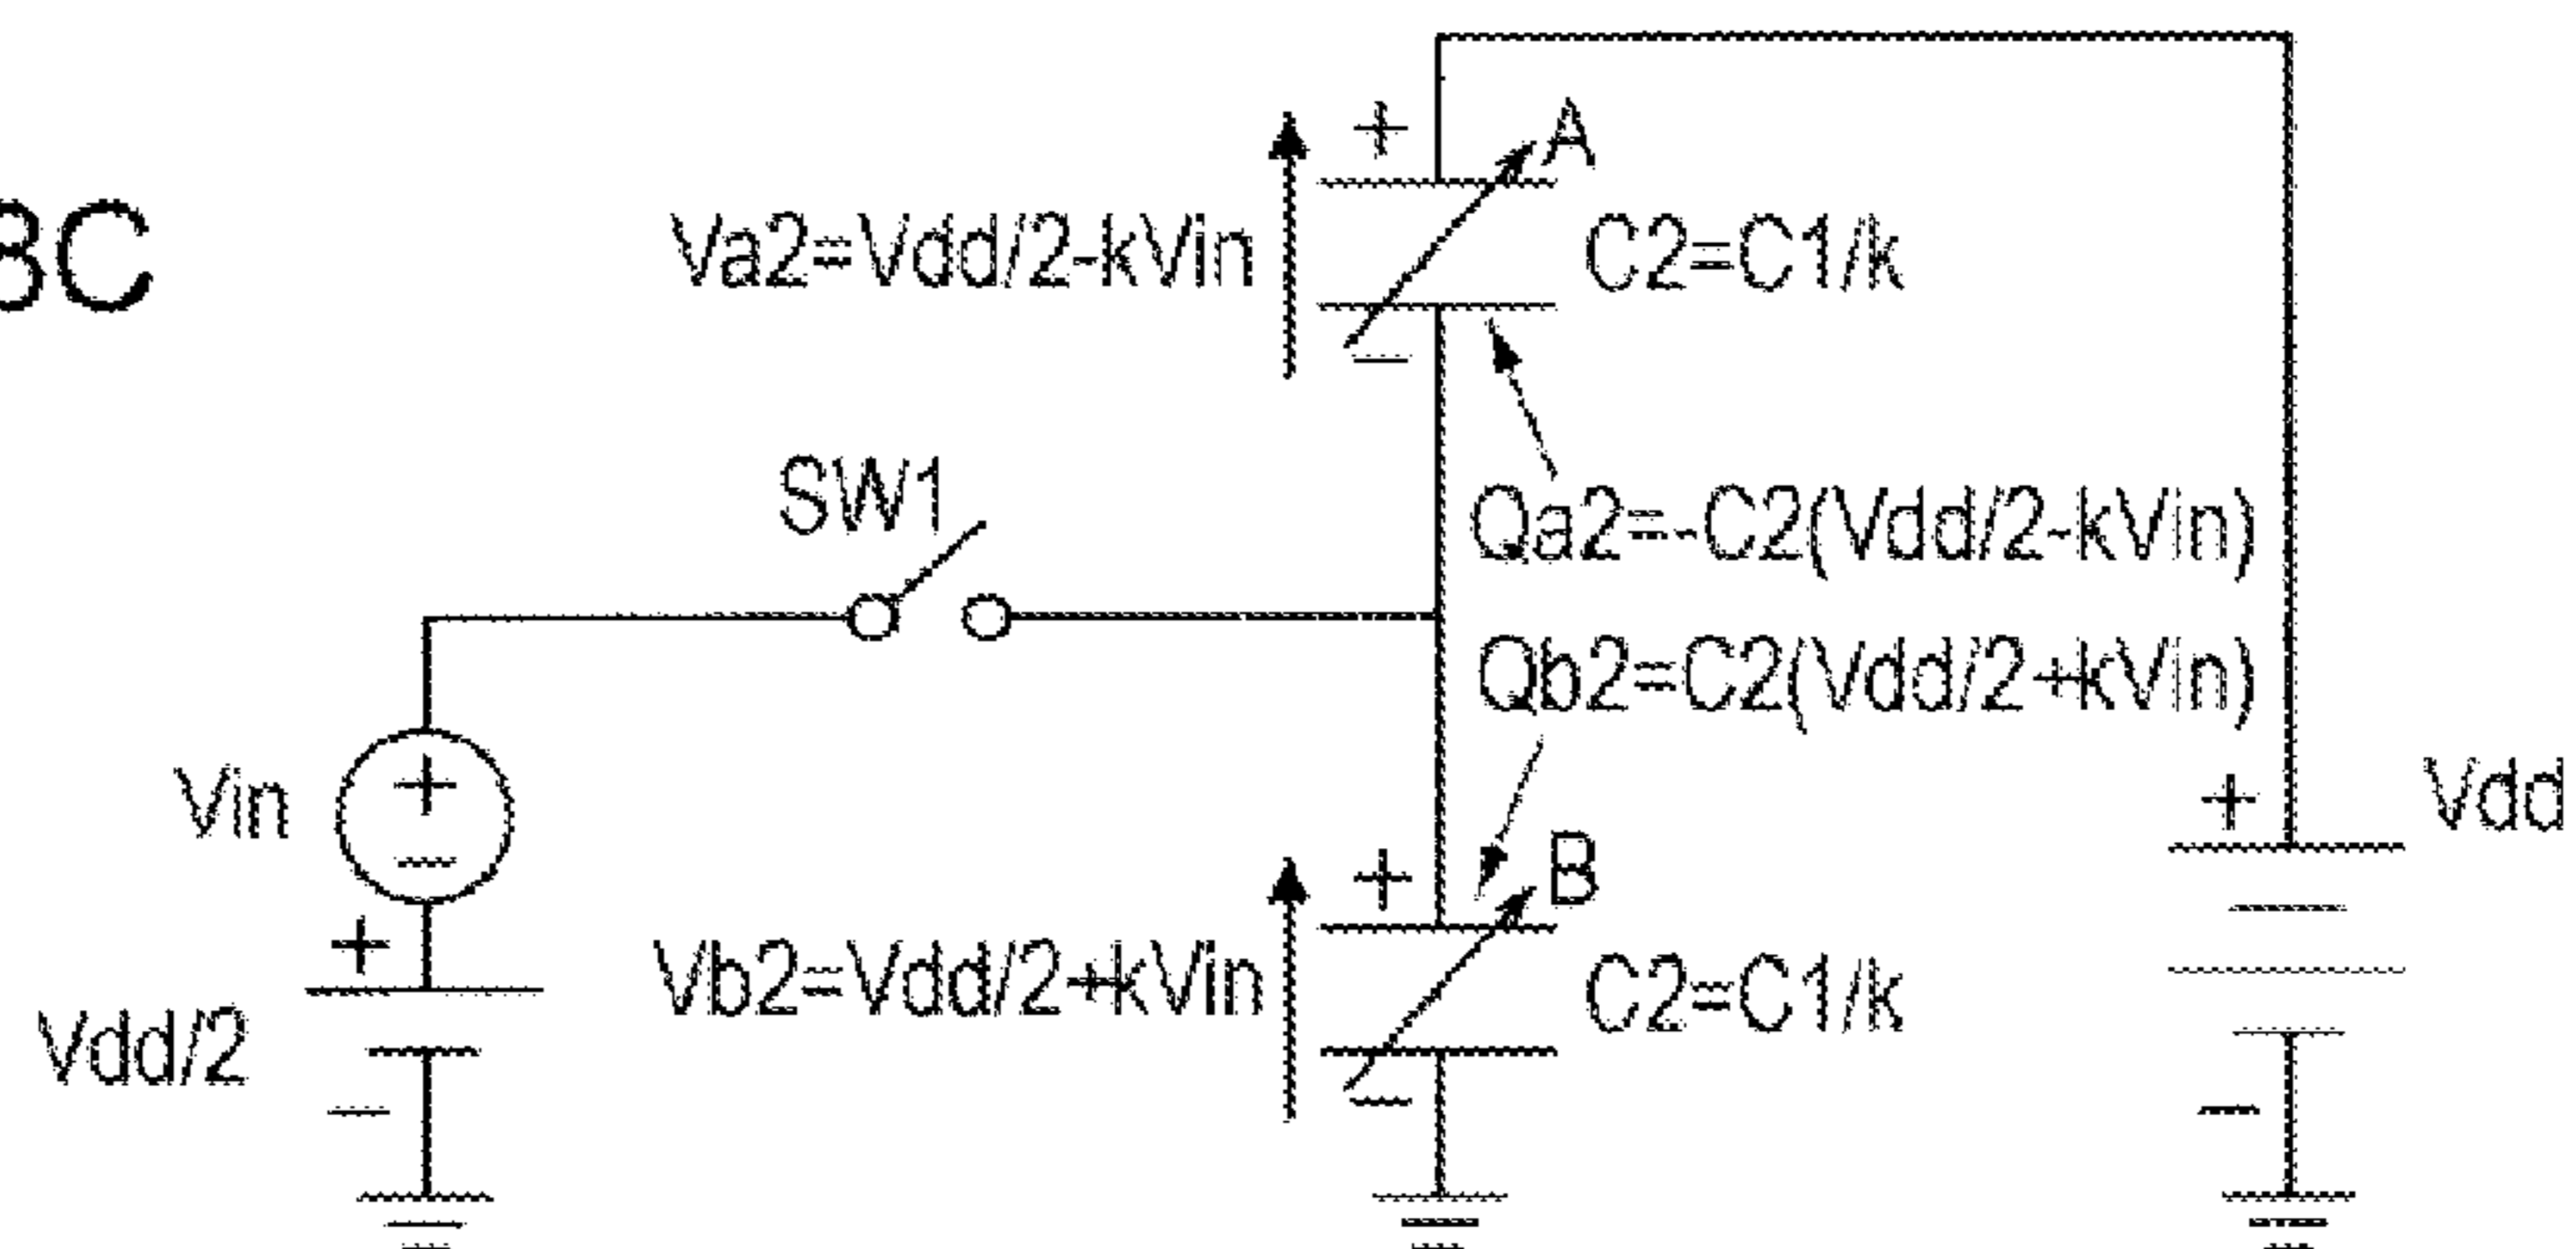 8C
+
A
Va2=Vdd/2-kVin
C2=C1/k
−
SW1
Qa2=-C2(Vdd/2-kVin)
Qb2=C2(Vdd/2+kVin)
Vin
+
−
+
Vdd
+
B
+
Vb2=Vdd/2+kVin
C2=C1/k
Vdd/2
−
−
−